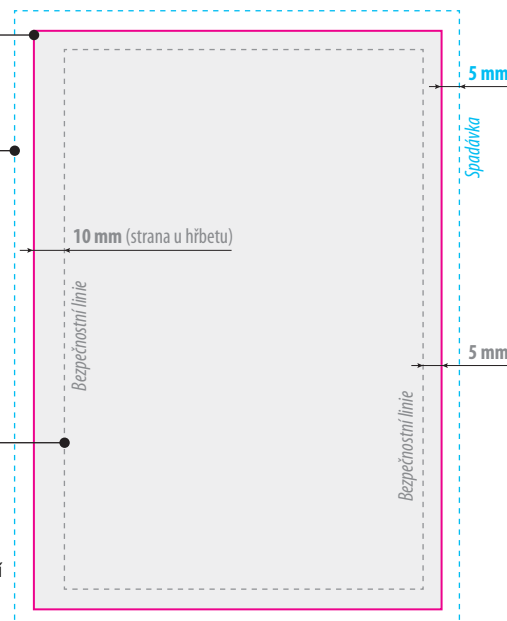 5 mm
Spadávka
10 mm (strana u hřbetu)
Bezpečnostní linie
5 mm
Bezpečnostní linie
í